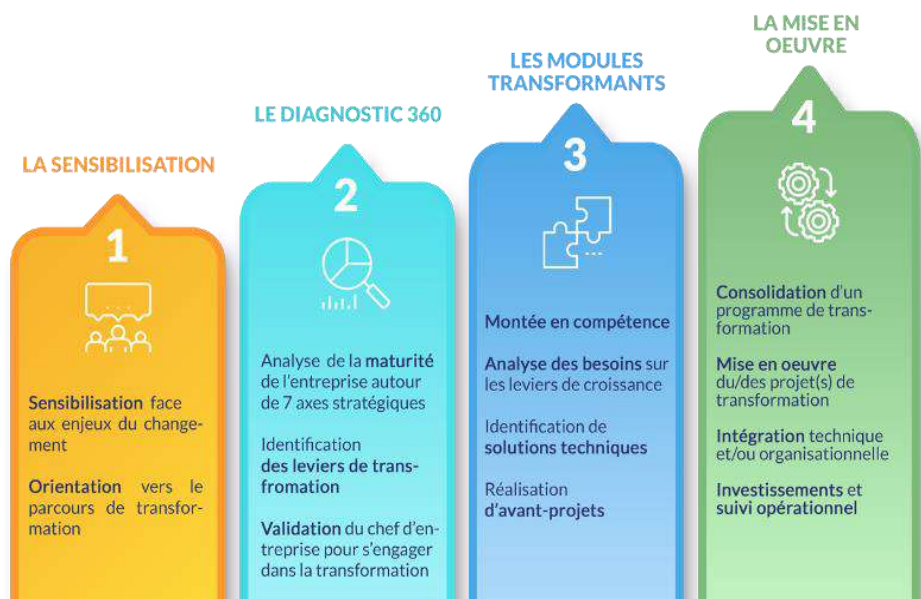 LA SENSIBILISATION
1
Sensibilisation face
aux enjeux du change-
ment
Orientation vers le
parcours de transfor-
mation
LE DIAGNOSTIC 360
2
Analyse de la maturité
de l'entreprise autour
de 7 axes stratégiques
Identification
des leviers de trans-
fromation
Validation du chef d'en-
treprise pour s'engager
dans la transformation
LES MODULES
TRANSFORMANTS
3
Montée en compétence
Analyse des besoins sur
les leviers de croissance
Identification de
solutions techniques
Réalisation
d'avant-projets
LA MISE EN
OEUVRE
4
Consolidation d'un
programme de trans-
formation
Mise en oeuvre
du/des projet(s) de
transformation
Intégration technique
et/ou organisationnelle
Investissements et
suivi opérationnel